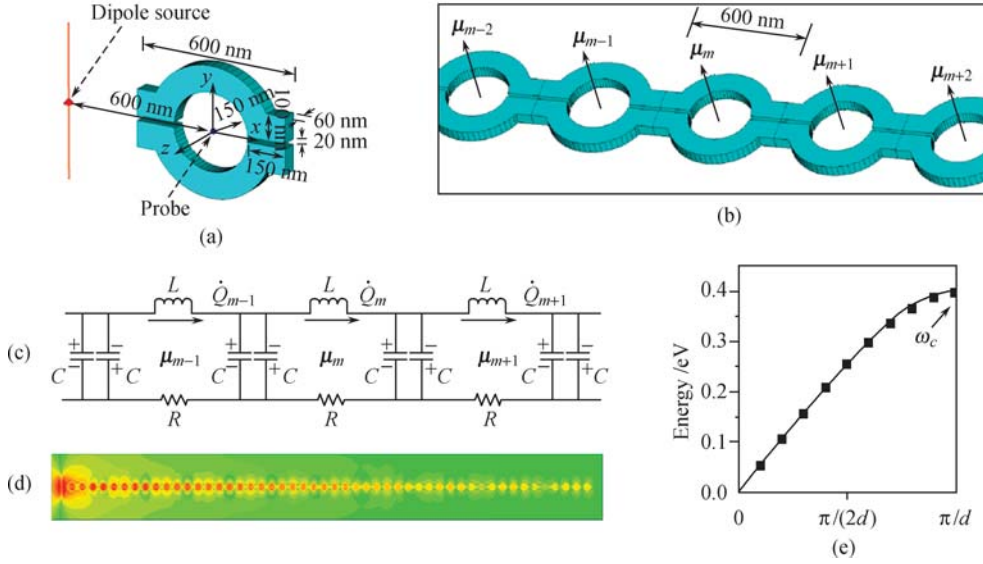 Dipole source
600 nm
600 nm
y
150 nm
x
z
60 nm
20 nm
150 nm
Probe
(a)
600 nm
μm−2
μm−1
μm
μm+1
μm+2
(b)
(c)
L
Q̇m−1
L
Q̇m
L
Q̇m+1
+ − + − + − + −
C C C C C C C C
− + − + − + − +
μm−1
μm
μm+1
R
R
R
(d)
Energy /eV
0.4
0.3
0.2
0.1
0.0
ωc
0
π/(2d)
π/d
(e)